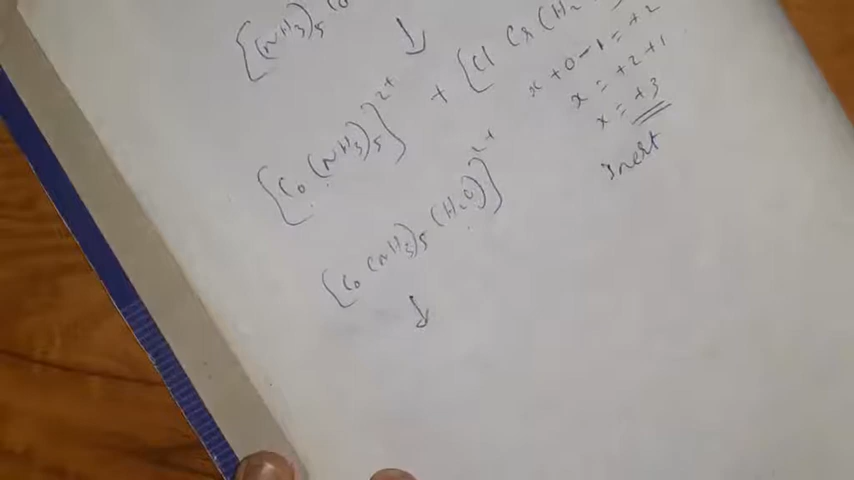 [(NH3)5
↓
[Co(NH3)5]2+ + [Cl Cr(H2
x+0-1=+2
x = +2+1
x = +3
Inert
[Co(NH3)5(H2O)]2+
↓